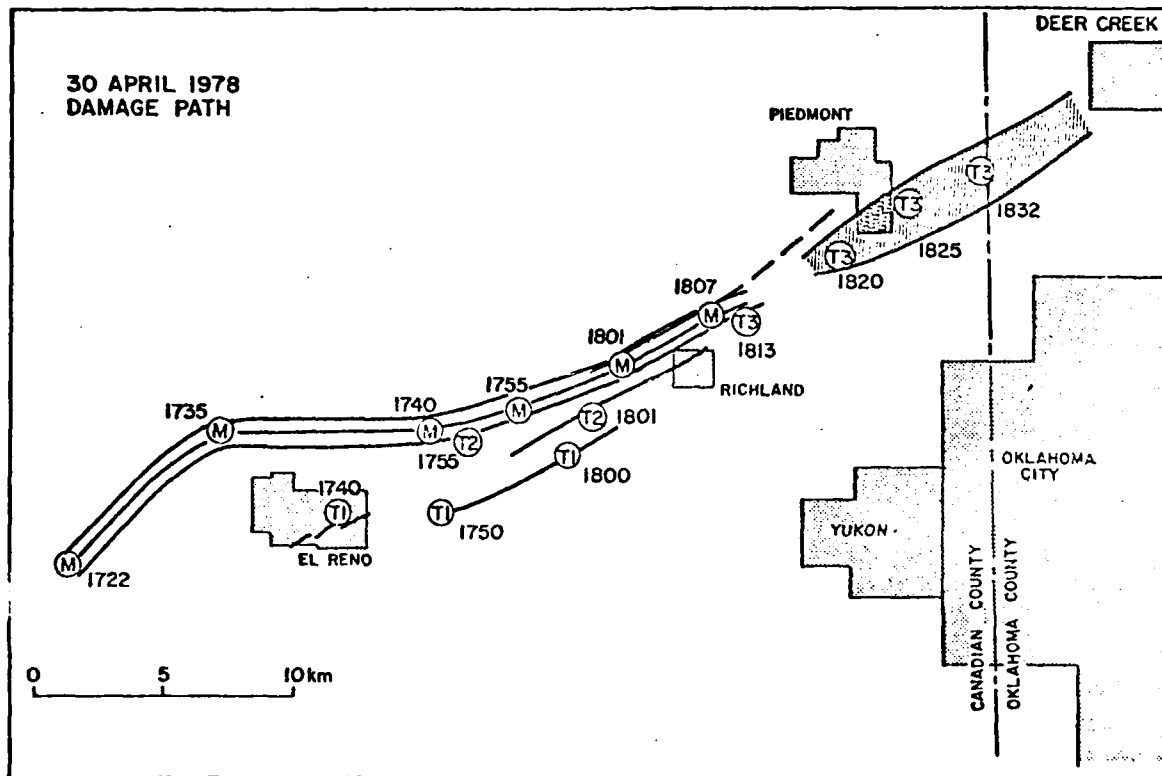 DEER CREEK
30 APRIL 1978
DAMAGE PATH
PIEDMONT
T3
T3
1832
1825
T3
1820
1807
M
T3
1813
1801
M
RICHLAND
1755
M
1740
M
1735
M
T2
1755
T2
1801
T1
1800
OKLAHOMA
CITY
1740
T1
EL RENO
T1
1750
YUKON
M
1722
CANADIAN COUNTY
OKLAHOMA COUNTY
0 5 10 km